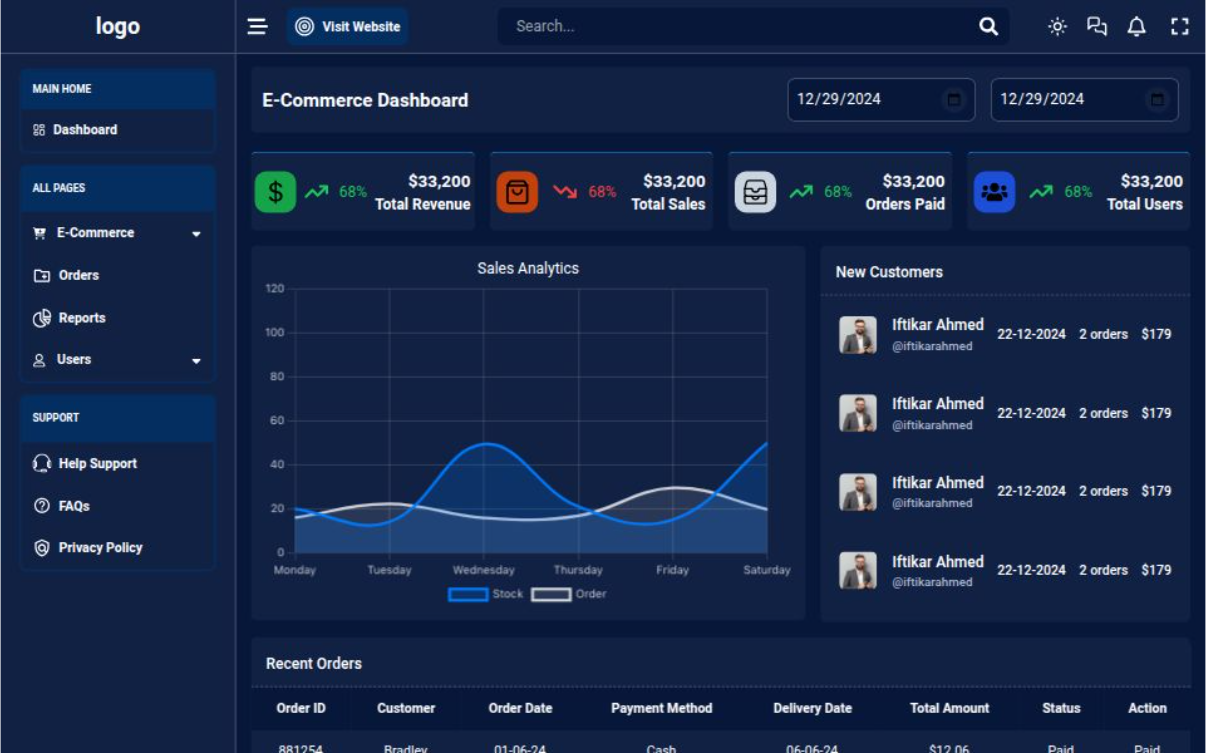 logo
Visit Website
Search...
MAIN HOME
Dashboard
ALL PAGES
E-Commerce
Orders
Reports
Users
SUPPORT
Help Support
FAQs
Privacy Policy
E-Commerce Dashboard
12/29/2024
12/29/2024
68%
$33,200
Total Revenue
68%
$33,200
Total Sales
68%
$33,200
Orders Paid
68%
$33,200
Total Users
Sales Analytics
120
100
80
60
40
20
0
Monday Tuesday Wednesday Thursday Friday Saturday
Stock Order
New Customers
Iftikar Ahmed
@iftikarahmed
22-12-2024 2 orders $179
Iftikar Ahmed
@iftikarahmed
22-12-2024 2 orders $179
Iftikar Ahmed
@iftikarahmed
22-12-2024 2 orders $179
Iftikar Ahmed
@iftikarahmed
22-12-2024 2 orders $179
Recent Orders
Order ID Customer Order Date Payment Method Delivery Date Total Amount Status Action
881254 Bradley 01-06-24 Cash 06-06-24 $12.06 Paid Paid